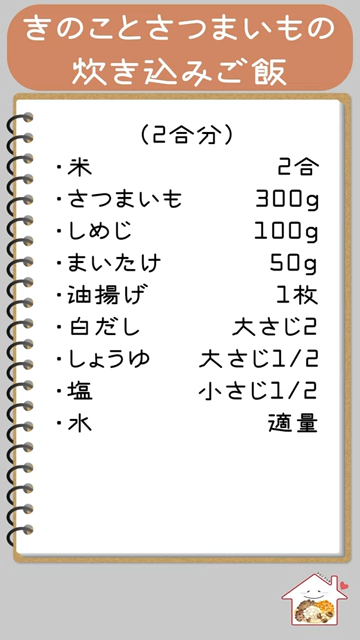 きのことさつまいもの
炊き込みご飯
(2合分)
・米 2合
・さつまいも 300g
・しめじ 100g
・まいたけ 50g
・油揚げ 1枚
・白だし 大さじ2
・しょうゆ 大さじ1/2
・塩 小さじ1/2
・水 適量